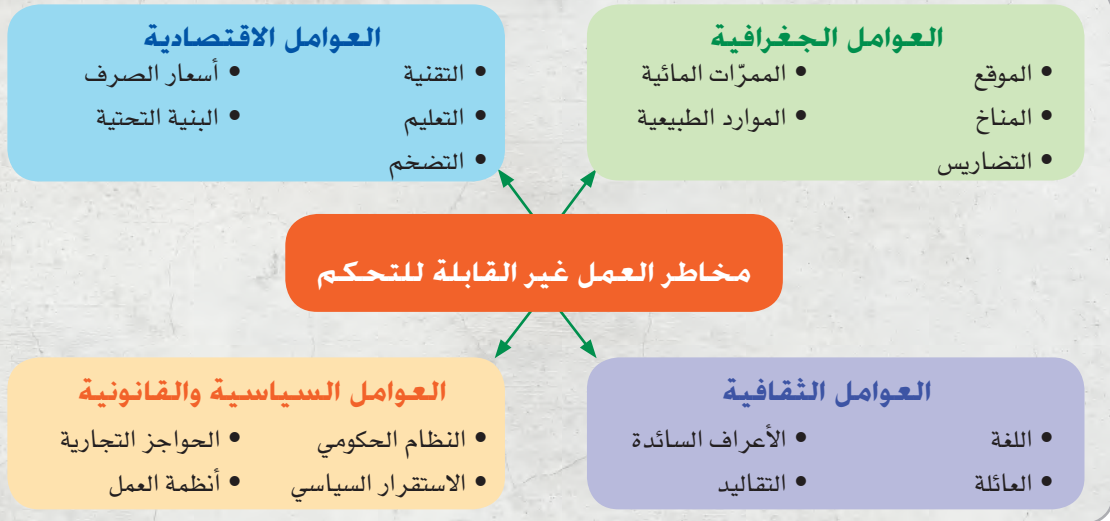 العوامل الجغرافية
• الموقع
• المناخ
• التضاريس
• الممرّات المائية
• الموارد الطبيعية
العوامل الاقتصادية
• التقنية
• التعليم
• التضخم
• أسعار الصرف
• البنية التحتية
مخاطر العمل غير القابلة للتحكم
العوامل الثقافية
• اللغة
• العائلة
• الأعراف السائدة
• التقاليد
العوامل السياسية والقانونية
• النظام الحكومي
• الاستقرار السياسي
• الحواجز التجارية
• أنظمة العمل